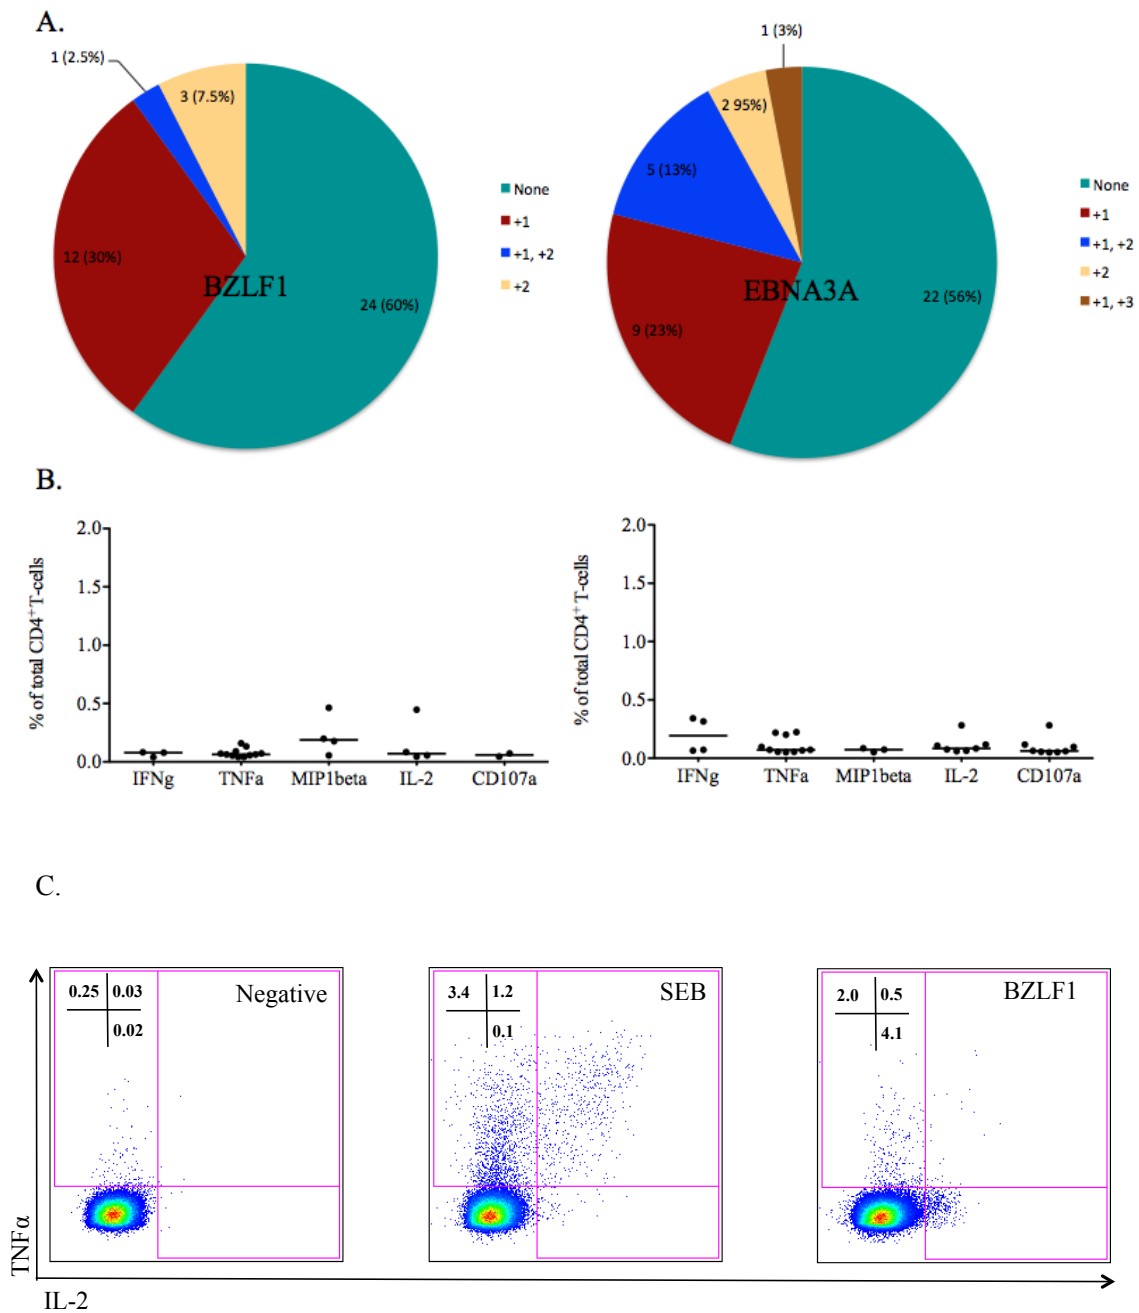 A.
1 (2.5%)
3 (7.5%)
12 (30%)
BZLF1
24 (60%)
None
+1
+1, +2
+2
1 (3%)
2 95%)
5 (13%)
EBNA3A
22 (56%)
9 (23%)
None
+1
+1, +2
+2
+1, +3
B.
% of total CD4+ T-cells
2.0
1.5
1.0
0.5
0.0
IFNg TNFa MIP1beta IL-2 CD107a
% of total CD4+ T-cells
2.0
1.5
1.0
0.5
0.0
IFNg TNFa MIP1beta IL-2 CD107a
C.
0.25 0.03
0.02
Negative
3.4 1.2
0.1
SEB
2.0 0.5
4.1
BZLF1
TNFα
IL-2